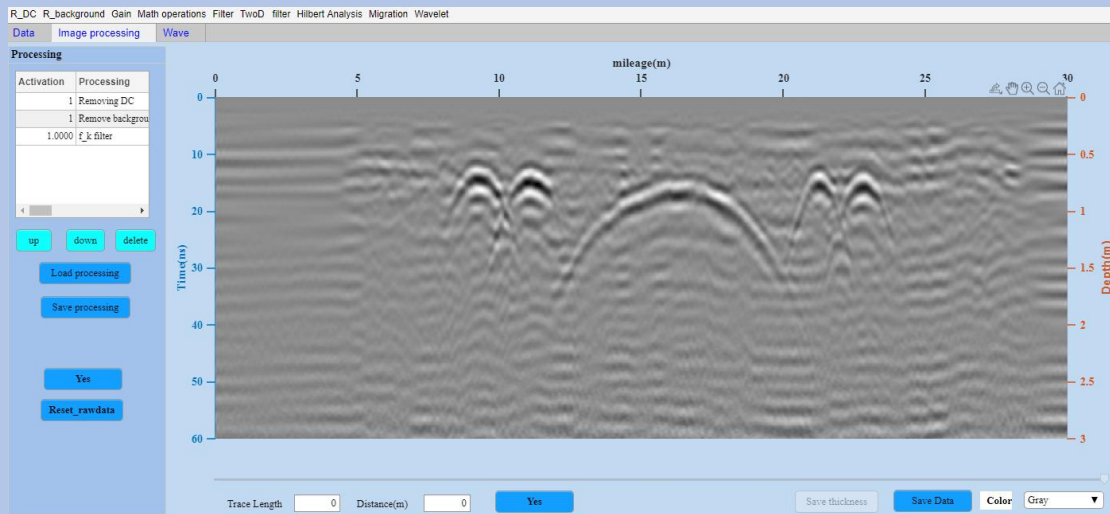 R_DC R_background Gain Math operations Filter TwoD filter Hilbert Analysis Migration Wavelet
Data Image processing Wave
Processing
Activation Processing
1 Removing DC
1 Remove backgrou
1.0000 f_k filter
up down delete
Load processing
Save processing
Yes
Reset_rawdata
mileage(m)
0 5 10 15 20 25 30
0 0
10 0.5
20 1
30 1.5
40 2
50 2.5
60 3
Time(ns)
Depth(m)
Trace Length 0 Distance(m) 0 Yes Save thickness Save Data Color Gray